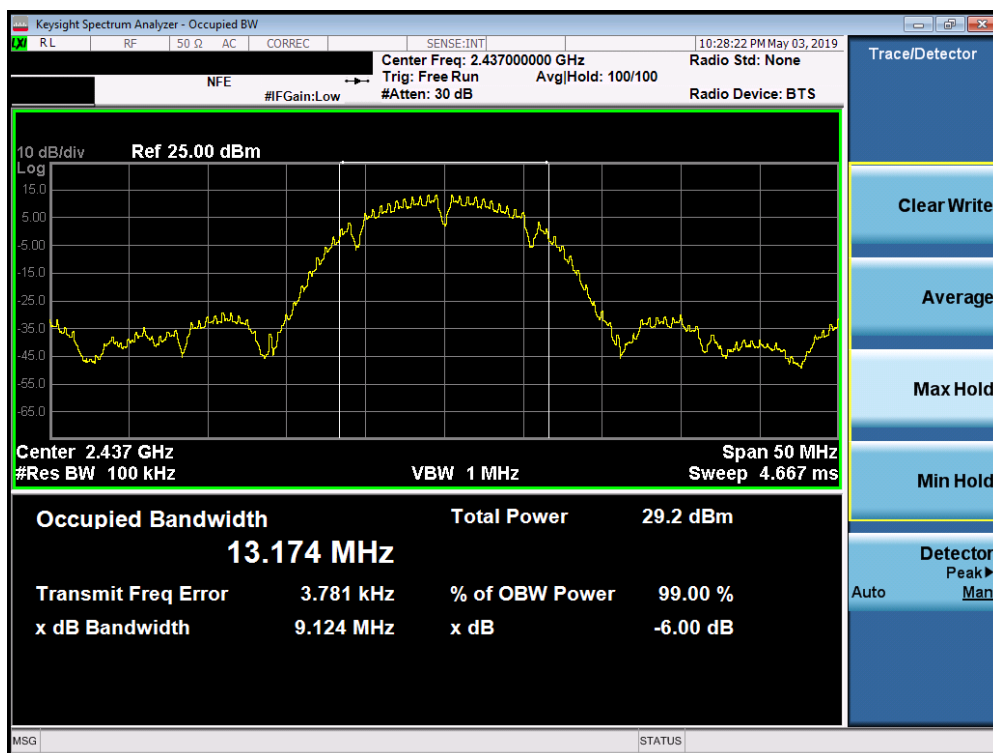 Keysight Spectrum Analyzer - Occupied BW
LXI RL RF 50 Ω AC CORREC SENSE:INT 10:28:22 PM May 03, 2019
Center Freq: 2.437000000 GHz Radio Std: None
NFE Trig: Free Run Avg|Hold: 100/100
#IFGain:Low #Atten: 30 dB Radio Device: BTS
Trace/Detector
10 dB/div Ref 25.00 dBm
Log
15.0
5.00
-5.00
-15.0
-25.0
-35.0
-45.0
-55.0
-65.0
Center 2.437 GHz Span 50 MHz
#Res BW 100 kHz VBW 1 MHz Sweep 4.667 ms
Occupied Bandwidth Total Power 29.2 dBm
13.174 MHz
Transmit Freq Error 3.781 kHz % of OBW Power 99.00 %
x dB Bandwidth 9.124 MHz x dB -6.00 dB
Clear Write
Average
Max Hold
Min Hold
Detector
Peak
Auto Man
MSG STATUS